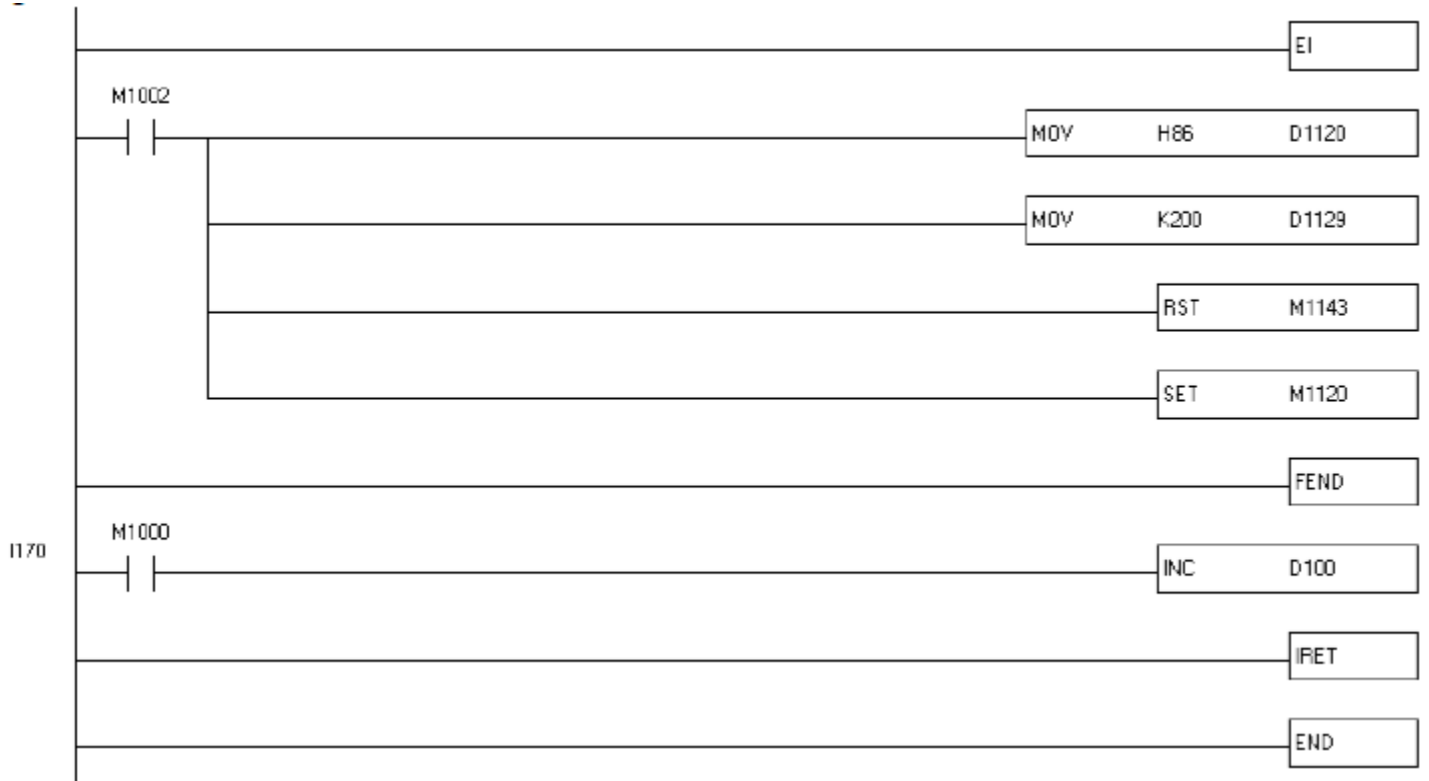 EI
M1002
MOV H86 D1120
MOV K200 D1129
RST M1143
SET M1120
FEND
M1000
I170
INC D100
IRET
END